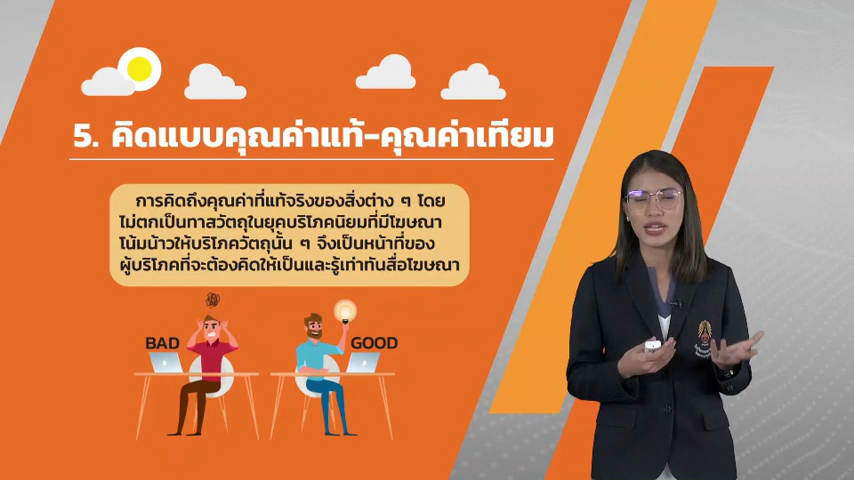 5. คิดแบบคุณค่าแท้-คุณค่าเทียม
การคิดถึงคุณค่าที่แท้จริงของสิ่งต่าง ๆ โดย
ไม่ตกเป็นทาสวัตถุในยุคบริโภคนิยมที่มีโฆษณา
โน้มน้าวให้บริโภควัตถุนั้น ๆ จึงเป็นหน้าที่ของ
ผู้บริโภคที่จะต้องคิดให้เป็นและรู้เท่าทันสื่อโฆษณา
BAD
GOOD